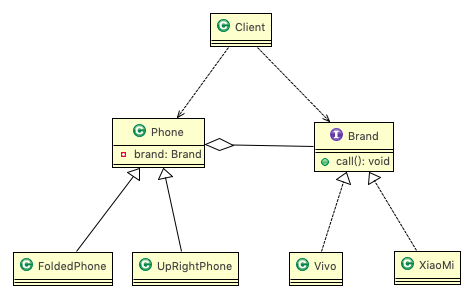 C Client
C Phone
brand: Brand
I Brand
call(): void
C FoldedPhone
C UpRightPhone
C Vivo
C XiaoMi